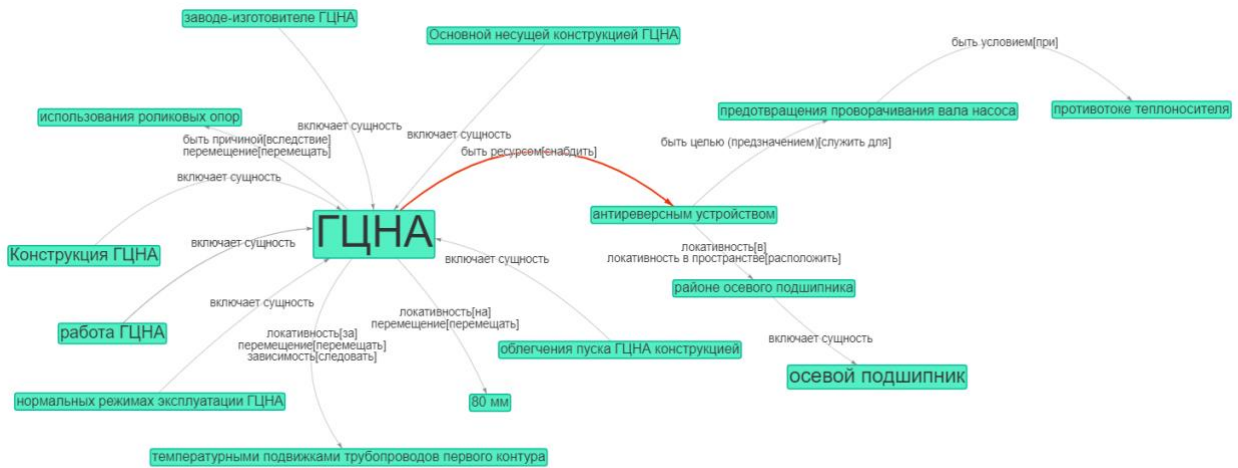 заводе-изготовителе ГЦНА
Основной несущей конструкцией ГЦНА
быть условием[при]
использования роликовых опор
предотвращения проворачивания вала насоса
противотоке теплоносителя
включает сущность
включает сущность
быть причиной[вследствие]
перемещение[перемещать]
быть ресурсом[снабдить]
быть целью (предзначением)[служить для]
включает сущность
антиреверсным устройством
ГЦНА
Конструкция ГЦНА
включает сущность
включает сущность
локативность[в]
локативность в пространстве[расположить]
районе осевого подшипника
включает сущность
работа ГЦНА
локативность[на]
перемещение[перемещать]
локативность[за]
перемещение[перемещать]
зависимость[следовать]
облегчения пуска ГЦНА конструкцией
включает сущность
осевой подшипник
нормальных режимах эксплуатации ГЦНА
80 мм
температурными подвижками трубопроводов первого контура